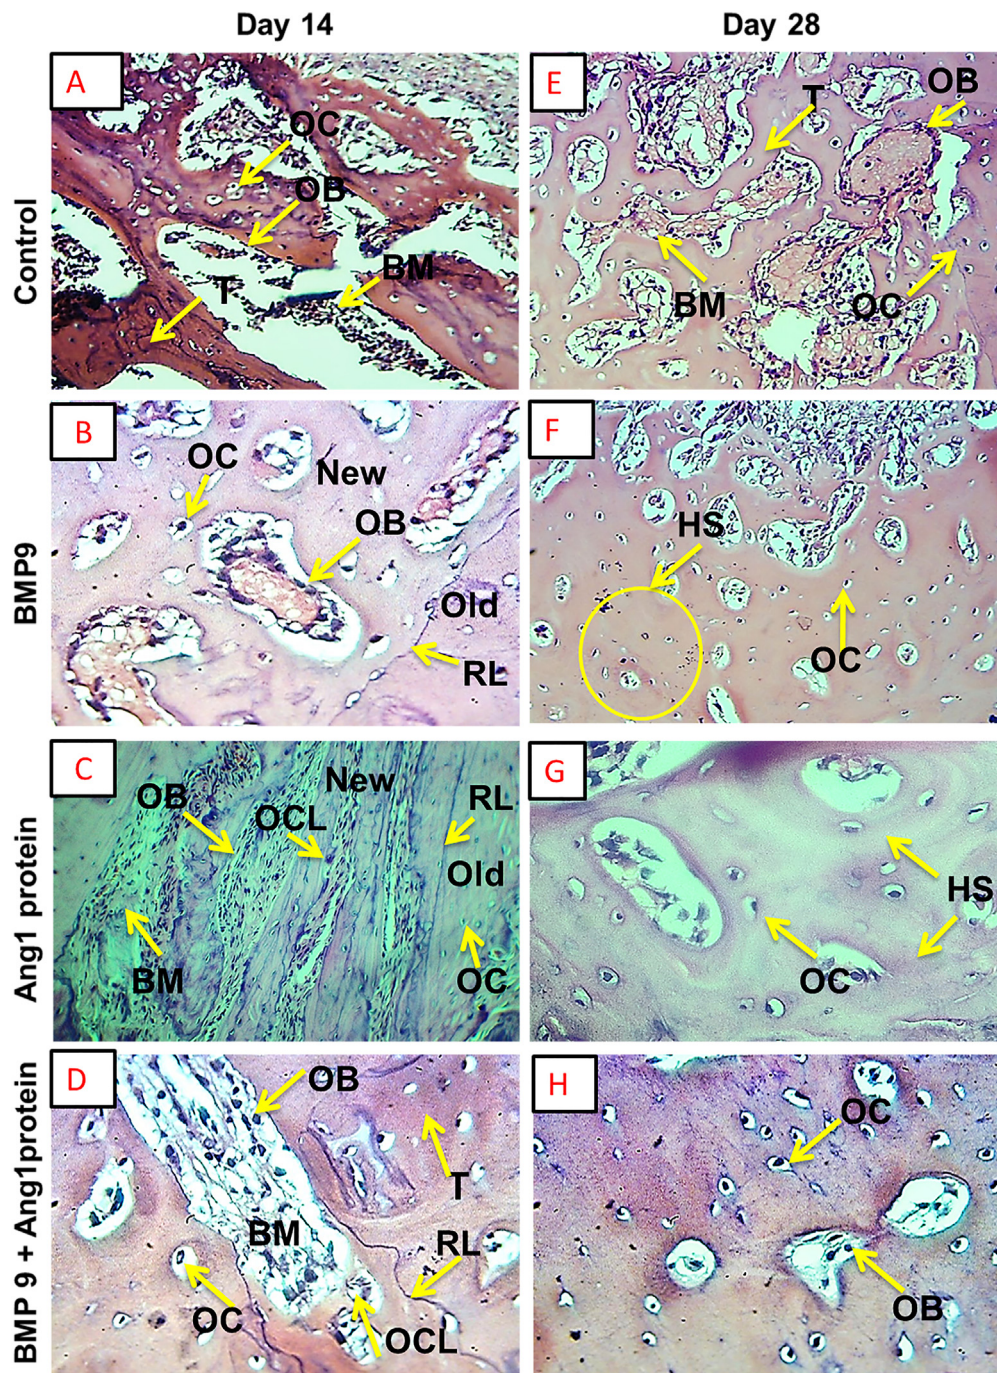 Day 14
Day 28
Control
A
OC
OB
BM
T
E
T
OB
BM
OC
BMP9
B
OC
New
OB
Old
RL
F
HS
OC
Ang1 protein
C
OB
OCL
New
RL
Old
BM
OC
G
HS
OC
BMP 9 + Ang1protein
D
OB
T
BM
RL
OC
OCL
H
OC
OB